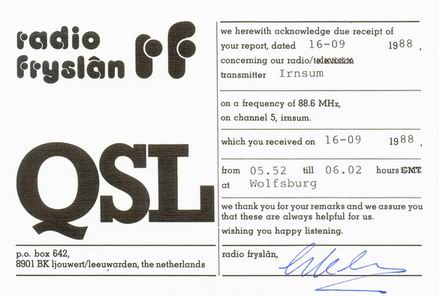 radio
fryslân
rf
QSL
p.o. box 642,
8901 BK ljouwert/leeuwarden, the netherlands
we herewith acknowledge due receipt of
your report, dated 16-09 1988,
concerning our radio/television
transmitter Irnsum
on a frequency of 88.6 MHz,
on channel 5, irnsum.
which you received on 16-09 1988,
from 05.52 till 06.02 hours GMT
at Wolfsburg
we thank you for your remarks and we assure you
that these are always helpful for us.
wishing you happy listening.
radio fryslân,